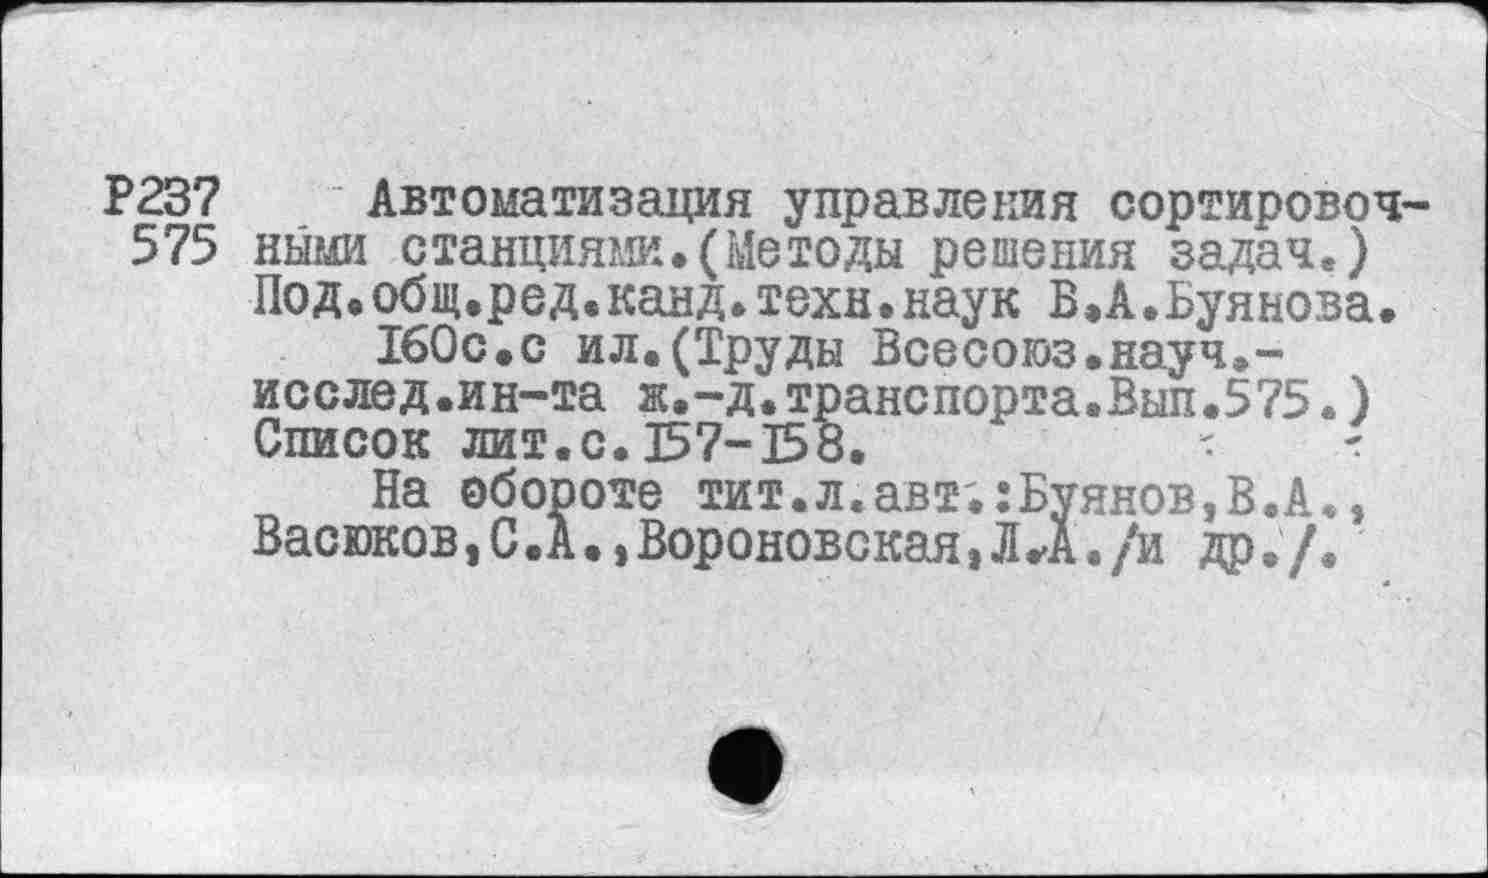 Р237 Автоматизация управления сортировоч-
575 ными станциями.(Методы решения задач.)
Под.общ.ред.канд.техн.наук В.А.Буянова.
160с.с ил.(Труды Всесоюз.науч.-
исслед.ин-та ж.-д.транспорта.Вып.575.)
Список лит.с.157-158.
На обороте тит.л.авт.:Буянов,В.А.,
Васюков,С.А.,Вороновская,Л.А./и др./.